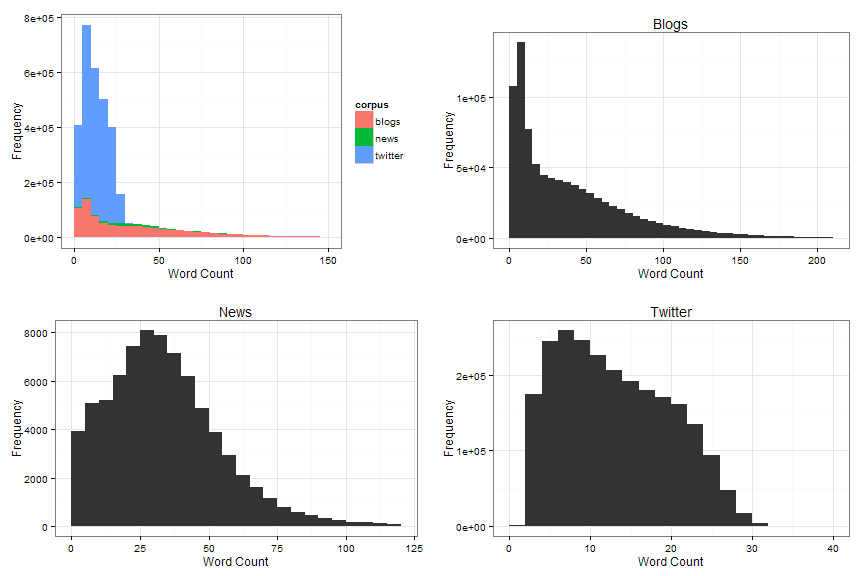 8e+05
6e+05
4e+05
2e+05
0e+00
Frequency
0 50 100 150
Word Count
corpus
blogs
news
twitter
Blogs
1e+05
5e+04
0e+00
Frequency
0 50 100 150 200
Word Count
News
8000
6000
4000
2000
0
Frequency
0 25 50 75 100 125
Word Count
Twitter
2e+05
1e+05
0e+00
Frequency
0 10 20 30 40
Word Count